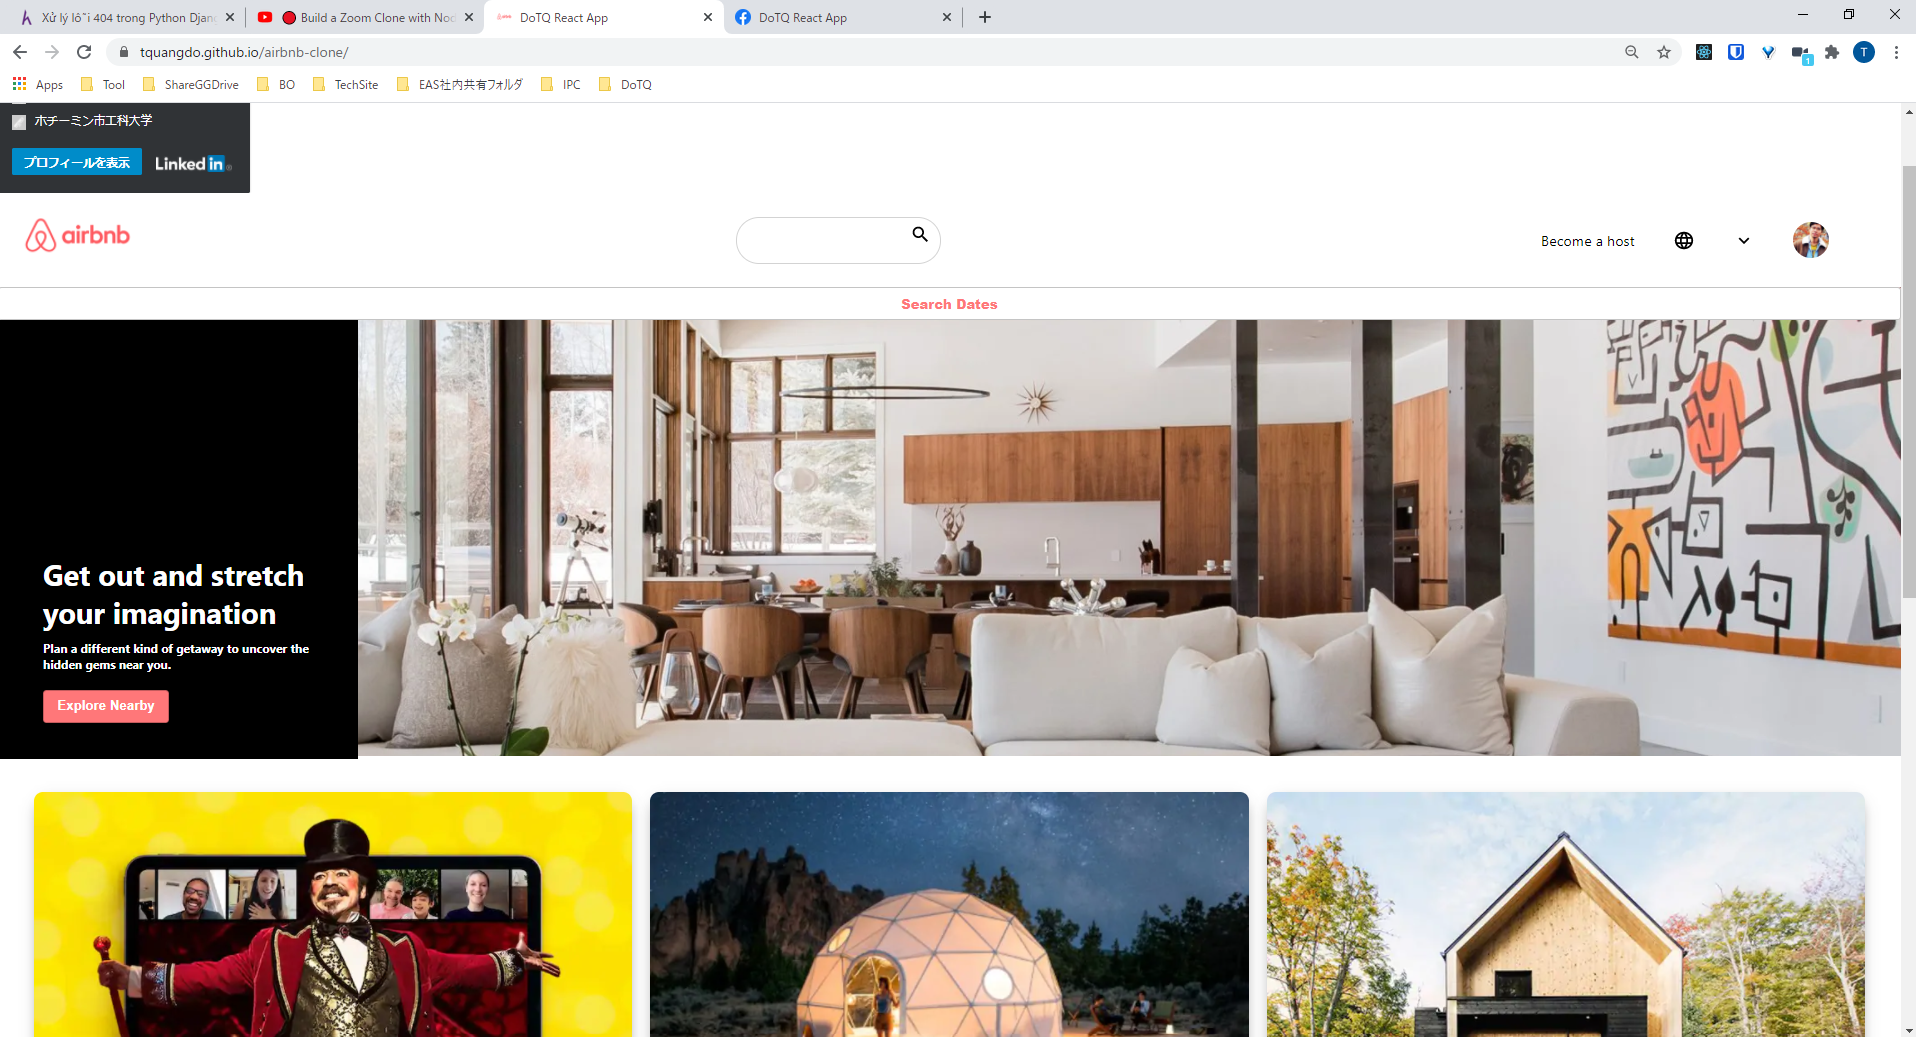 Xử lý lỗi 404 trong Python Djan
Build a Zoom Clone with Nod
DoTQ React App
DoTQ React App
tquangdo.github.io/airbnb-clone/
T
1
Apps
Tool
ShareGGDrive
BO
TechSite
EAS社内共有フォルダ
IPC
DoTQ
ホチーミン市工科大学
プロフィールを表示
Linked in
airbnb
Become a host
Search Dates
Get out and stretch
your imagination
Plan a different kind of getaway to uncover the
hidden gems near you.
Explore Nearby